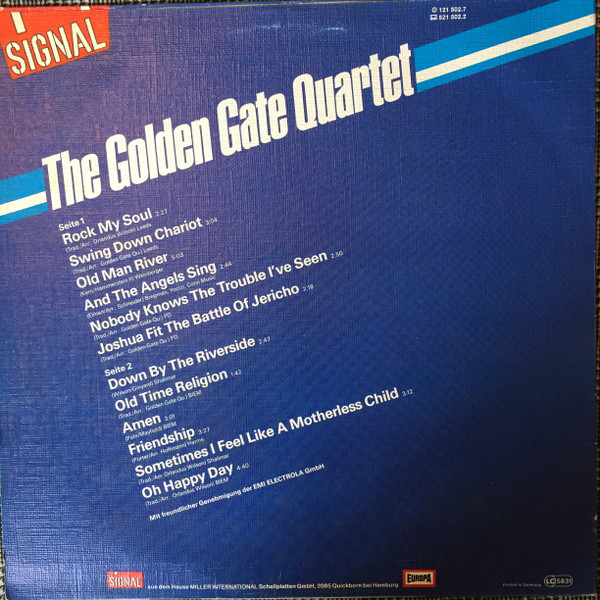 SIGNAL
121 502.7
521 502.2
The Golden Gate Quartet
Seite 1
Rock My Soul 2:27
(Trad./Arr.: Orlandus Wilson) Leeds
Swing Down Chariot 3:04
(Trad./Arr.: Golden Gate Qu.) Leeds
Old Man River 5:03
(Kern/Hammerstein II) Weinberger
And The Angels Sing 2:44
(Elman/Arr.: Schneider) Bregman, Vocco, Conn Music
Nobody Knows The Trouble I've Seen 2:50
(Trad./Arr.: Golden Gate Qu.) PD
Joshua Fit The Battle Of Jericho 2:18
(Trad./Arr.: Golden Gate Qu.) PD
Seite 2
Down By The Riverside 2:47
(Wilson/Ginyard) Shalimar
Old Time Religion 1:42
(Trad./Arr.: Golden Gate Qu.) BIEM
Amen 3:01
(Pate/Mayfield) BIEM
Friendship 3:27
(Porter/Arr.: Hoffmann) Harms
Sometimes I Feel Like A Motherless Child 3:12
(Trad./Arr. Orlandus Wilson) Shalimar
Oh Happy Day 4:40
(Trad./Arr.: Orlandus Wilson) BIEM
Mit freundlicher Genehmigung der EMI ELECTROLA GmbH
SIGNAL aus dem Hause MILLER INTERNATIONAL Schallplatten GmbH, 2085 Quickborn bei Hamburg EUROPA Printed in Germany LC 5831